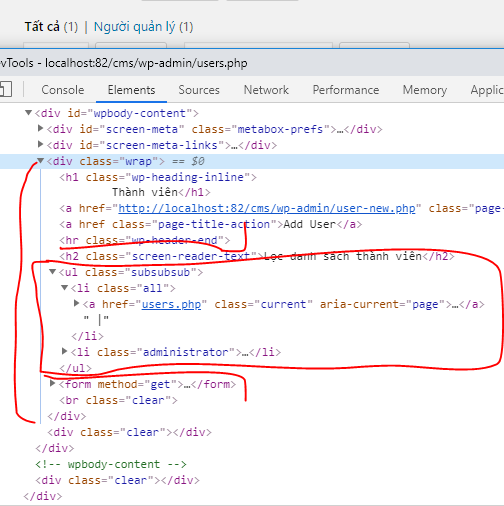 Tất cả (1) | Người quản lý (1)
vTools - localhost:82/cms/wp-admin/users.php
Console Elements Sources Network Performance Memory Applic
<div id="wpbody-content">
<div id="screen-meta" class="metabox-prefs">…</div>
<div id="screen-meta-links">…</div>
<div class="wrap"> == $0
<h1 class="wp-heading-inline">
Thành viên</h1>
<a href="http://localhost:82/cms/wp-admin/user-new.php" class="page-
<a href class="page-title-action">Add User</a>
<hr class="wp-header-end">
<h2 class="screen-reader-text">Lọc danh sách thành viên</h2>
<ul class="subsubsub">
<li class="all">
<a href="users.php" class="current" aria-current="page">…</a>
" |"
</li>
<li class="administrator">…</li>
</ul>
<form method="get">…</form>
<br class="clear">
</div>
<div class="clear"></div>
</div>
<!-- wpbody-content -->
<div class="clear"></div>
</div>